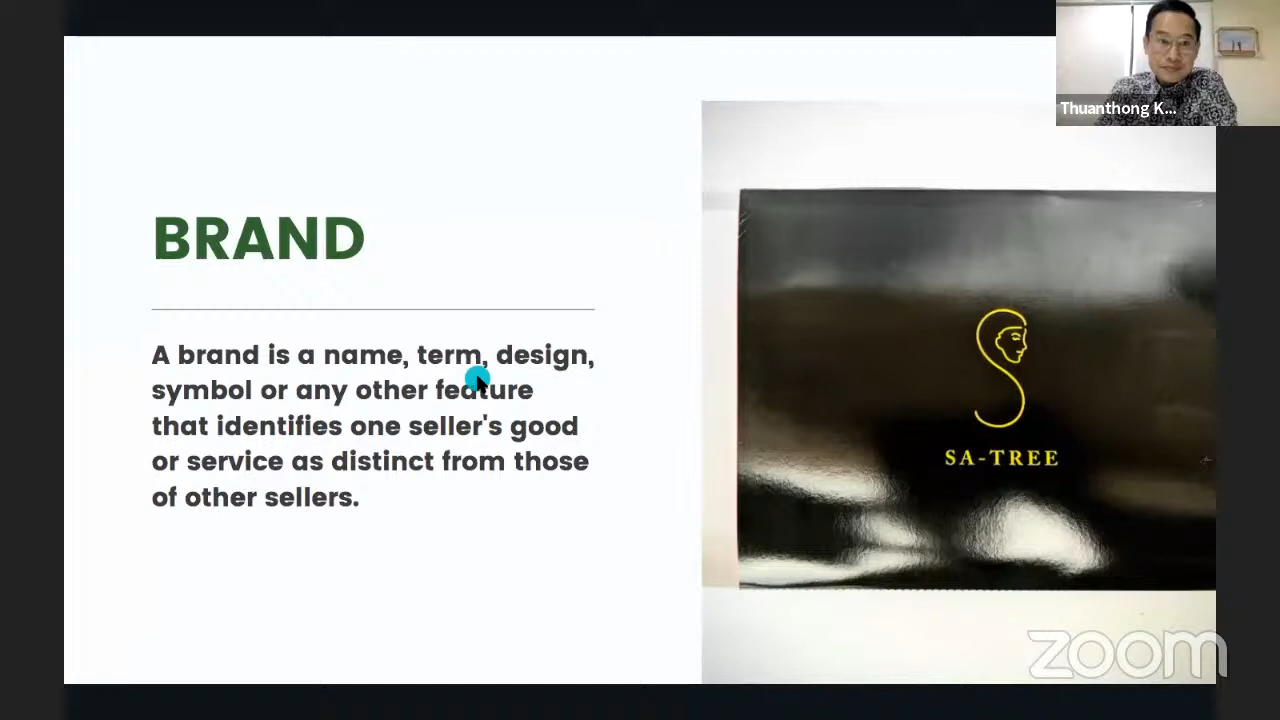 Thuanthong K...
BRAND
A brand is a name, term, design,
symbol or any other feature
that identifies one seller's good
or service as distinct from those
of other sellers.
SA-TREE
zoom